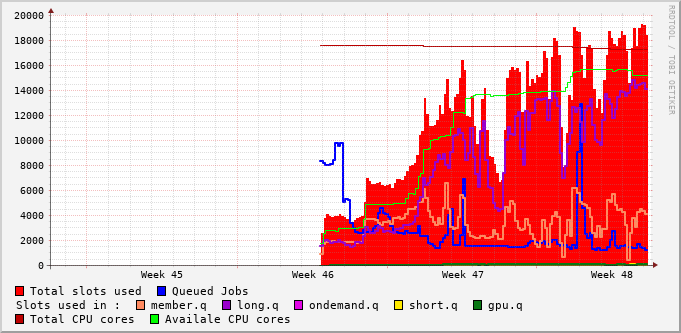 RRDTOOL / TOBI OETIKER
20000
18000
16000
14000
12000
10000
8000
6000
4000
2000
0
Week 45 Week 46 Week 47 Week 48
Total slots used Queued Jobs
Slots used in : member.q long.q ondemand.q short.q gpu.q
Total CPU cores Availale CPU cores